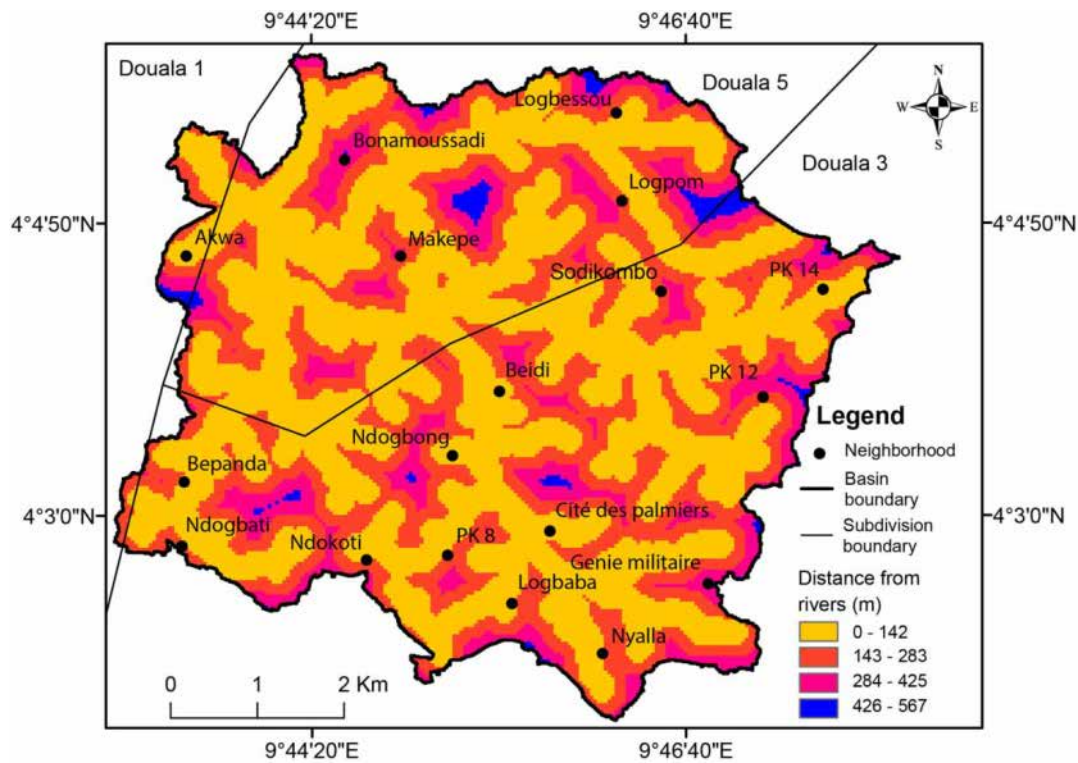 9°44'20"E
9°46'40"E
Douala 1
Douala 5
N
W E
S
Logbessou
Bonamoussadi
Douala 3
Logpom
4°4'50"N
4°4'50"N
Akwa
Makepe
Sodikombo
PK 14
Beidi
PK 12
Legend
Ndogbong
Neighborhood
Bepanda
Basin
boundary
4°3'0"N
4°3'0"N
Ndogbati
Cité des palmiers
Subdivision
boundary
Ndokoti
PK 8
Genie militaire
Logbaba
Distance from
rivers (m)
0 - 142
143 - 283
284 - 425
426 - 567
Nyalla
0 1 2 Km
9°44'20"E
9°46'40"E